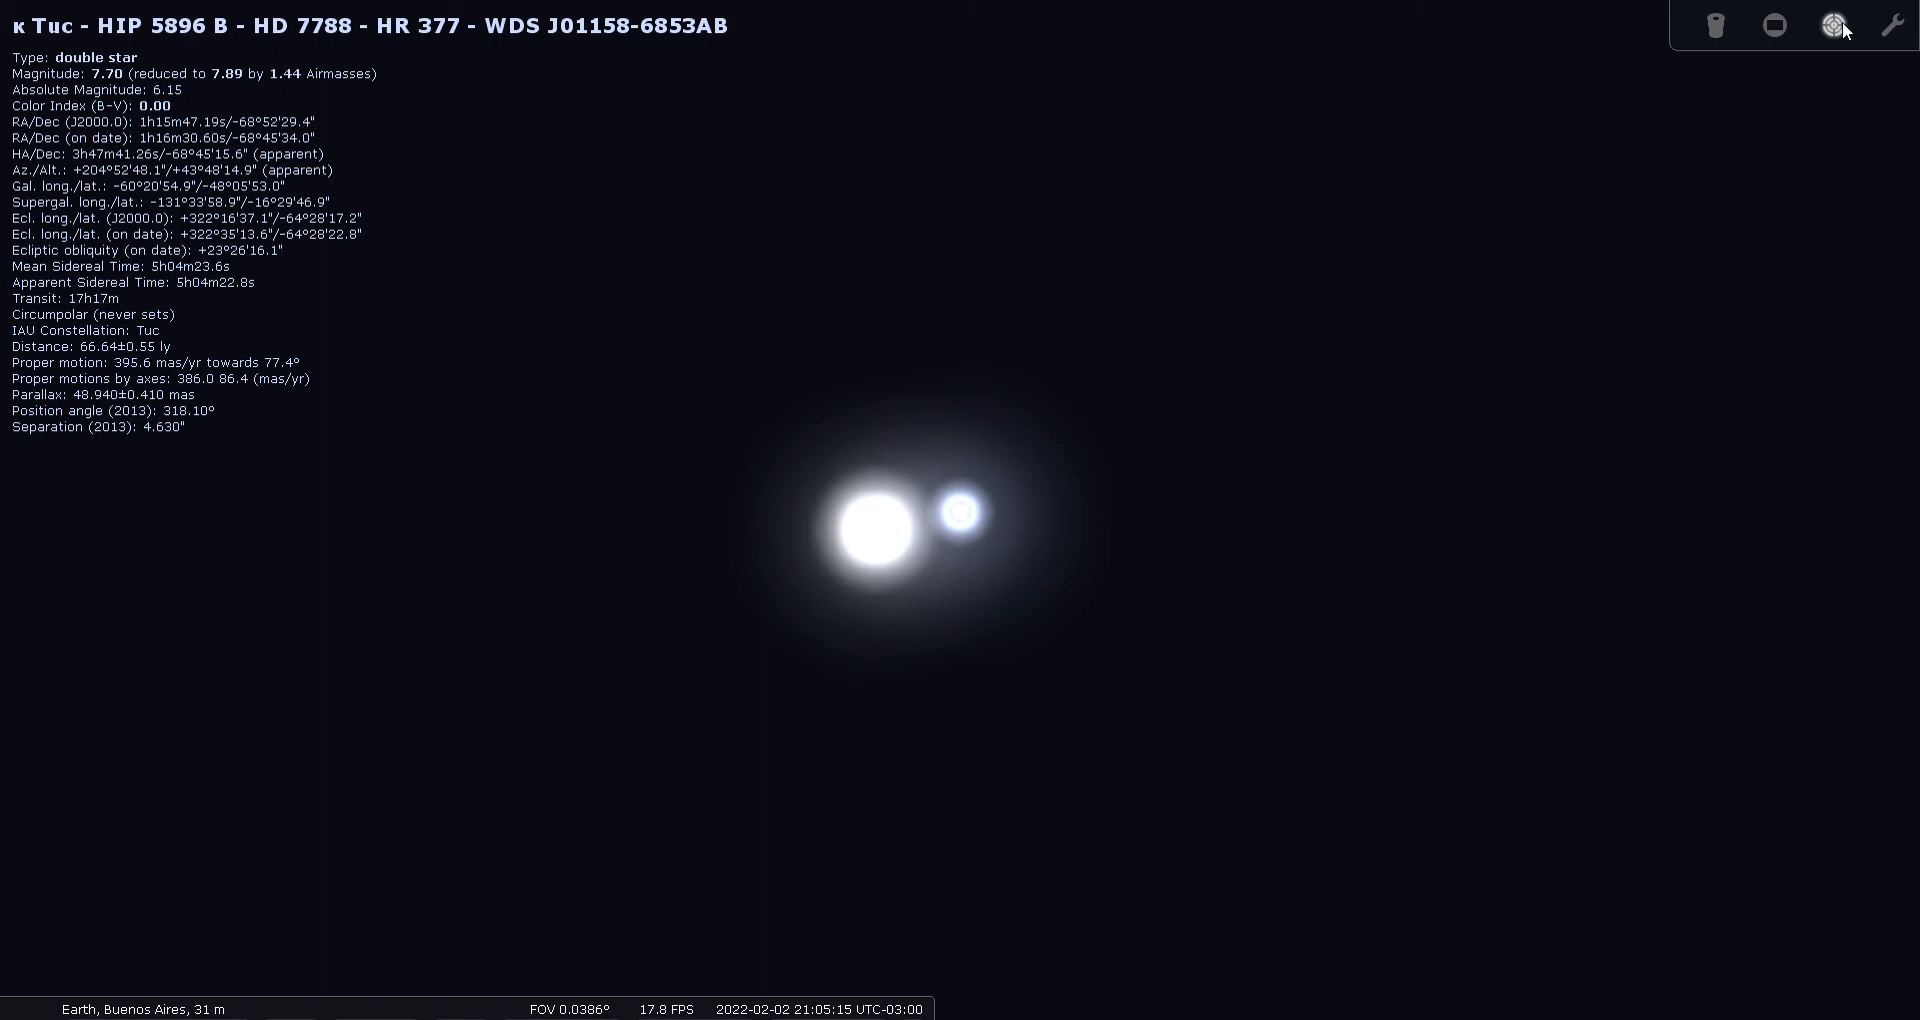 κ Tuc - HIP 5896 B - HD 7788 - HR 377 - WDS J01158-6853AB
Type: double star
Magnitude: 7.70 (reduced to 7.89 by 1.44 Airmasses)
Absolute Magnitude: 6.15
Color Index (B-V): 0.00
RA/Dec (J2000.0): 1h15m47.19s/-68°52'29.4"
RA/Dec (on date): 1h16m30.60s/-68°45'34.0"
HA/Dec: 3h47m41.26s/-68°45'15.6" (apparent)
Az./Alt.: +204°52'48.1"/+43°48'14.9" (apparent)
Gal. long./lat.: -60°20'54.9"/-48°05'53.0"
Supergal. long./lat.: -131°33'58.9"/-16°29'46.9"
Ecl. long./lat. (J2000.0): +322°16'37.1"/-64°28'17.2"
Ecl. long./lat. (on date): +322°35'13.6"/-64°28'22.8"
Ecliptic obliquity (on date): +23°26'16.1"
Mean Sidereal Time: 5h04m23.6s
Apparent Sidereal Time: 5h04m22.8s
Transit: 17h17m
Circumpolar (never sets)
IAU Constellation: Tuc
Distance: 66.64±0.55 ly
Proper motion: 395.6 mas/yr towards 77.4°
Proper motions by axes: 386.0 86.4 (mas/yr)
Parallax: 48.940±0.410 mas
Position angle (2013): 318.10°
Separation (2013): 4.630"
Earth, Buenos Aires, 31 m FOV 0.0386° 17.8 FPS 2022-02-02 21:05:15 UTC-03:00